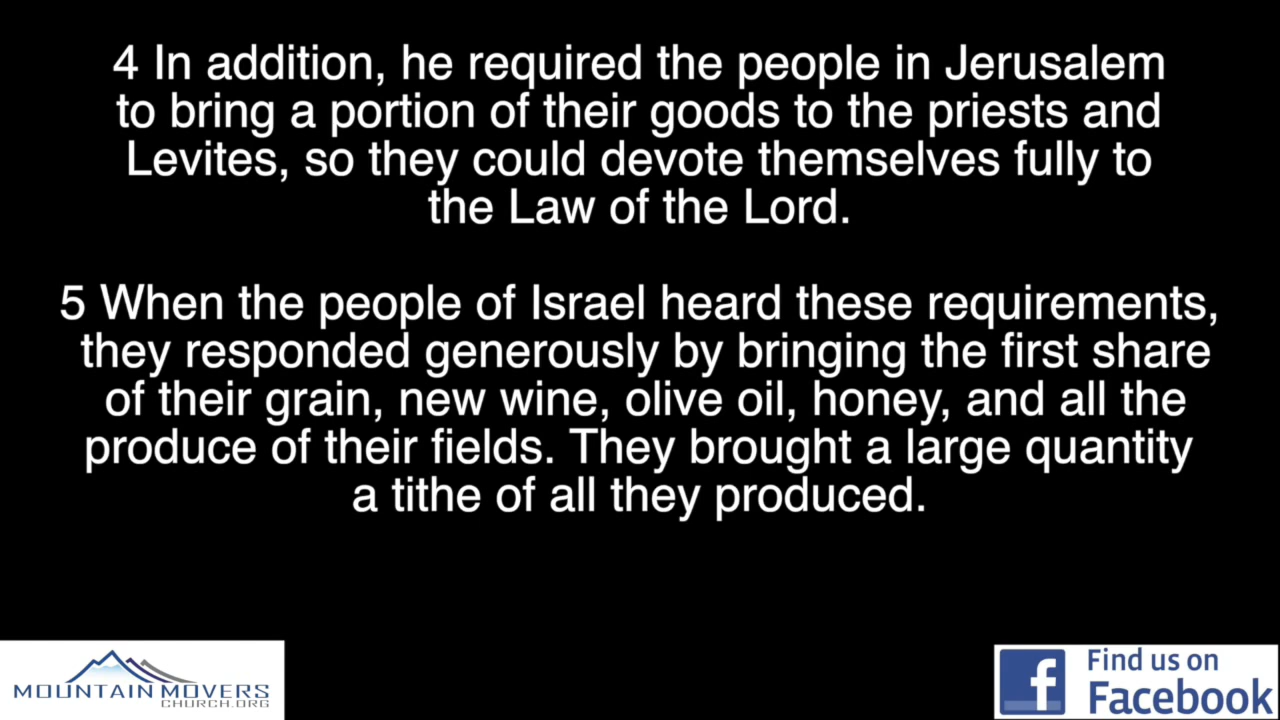 4 In addition, he required the people in Jerusalem
to bring a portion of their goods to the priests and
Levites, so they could devote themselves fully to
the Law of the Lord.
5 When the people of Israel heard these requirements,
they responded generously by bringing the first share
of their grain, new wine, olive oil, honey, and all the
produce of their fields. They brought a large quantity
a tithe of all they produced.
MOUNTAIN MOVERS
CHURCH.ORG
f
Find us on
Facebook